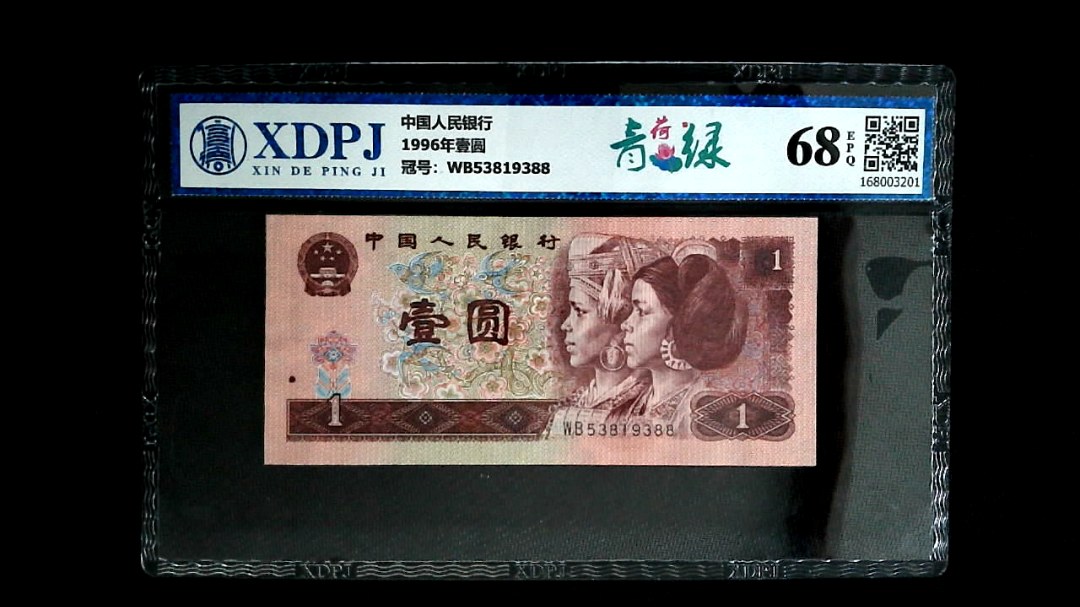 XDPJ
XDPJ
XIN DE PING JI
中国人民银行
1996年壹圆
冠号：WB53819388
青荷绿
68
EPQ
168003201
中国人民银行
1
壹圆
1
WB53819388
1
XDPJ
XDPJ
XDPJ